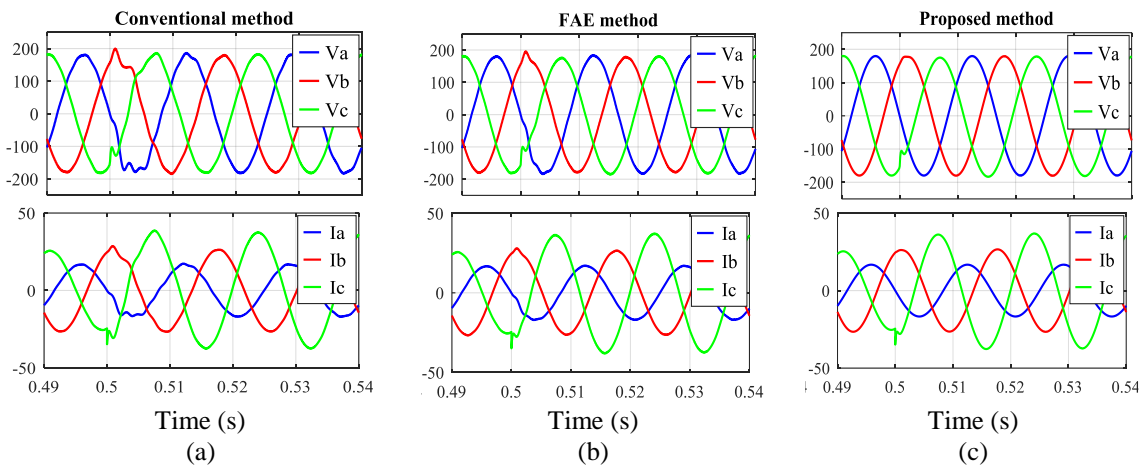 Conventional method
200
100
0
-100
-200
Va
Vb
Vc
50
0
-50
Ia
Ib
Ic
0.49 0.5 0.51 0.52 0.53 0.54
Time (s)
(a)
FAE method
200
100
0
-100
-200
Va
Vb
Vc
50
0
-50
Ia
Ib
Ic
0.49 0.5 0.51 0.52 0.53 0.54
Time (s)
(b)
Proposed method
200
100
0
-100
-200
Va
Vb
Vc
50
0
-50
Ia
Ib
Ic
0.49 0.5 0.51 0.52 0.53 0.54
Time (s)
(c)